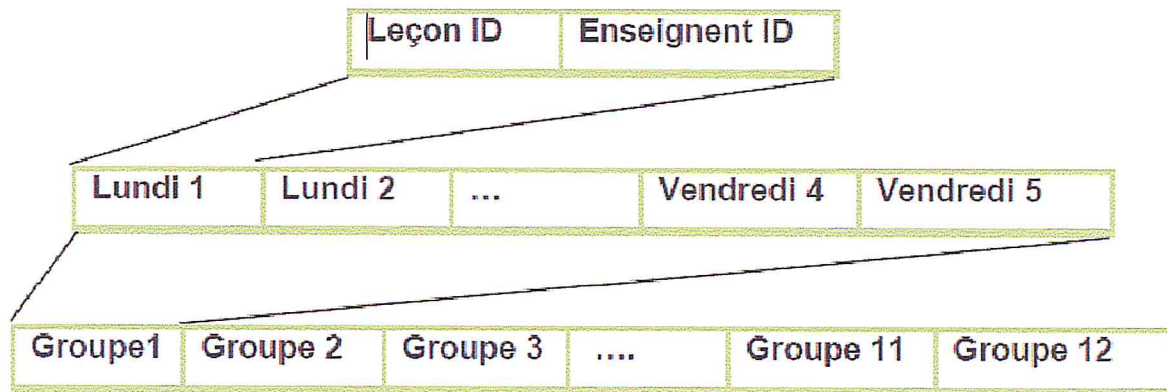 Leçon ID Enseignent ID
Lundi 1 Lundi 2 ... Vendredi 4 Vendredi 5
Groupe1 Groupe 2 Groupe 3 .... Groupe 11 Groupe 12